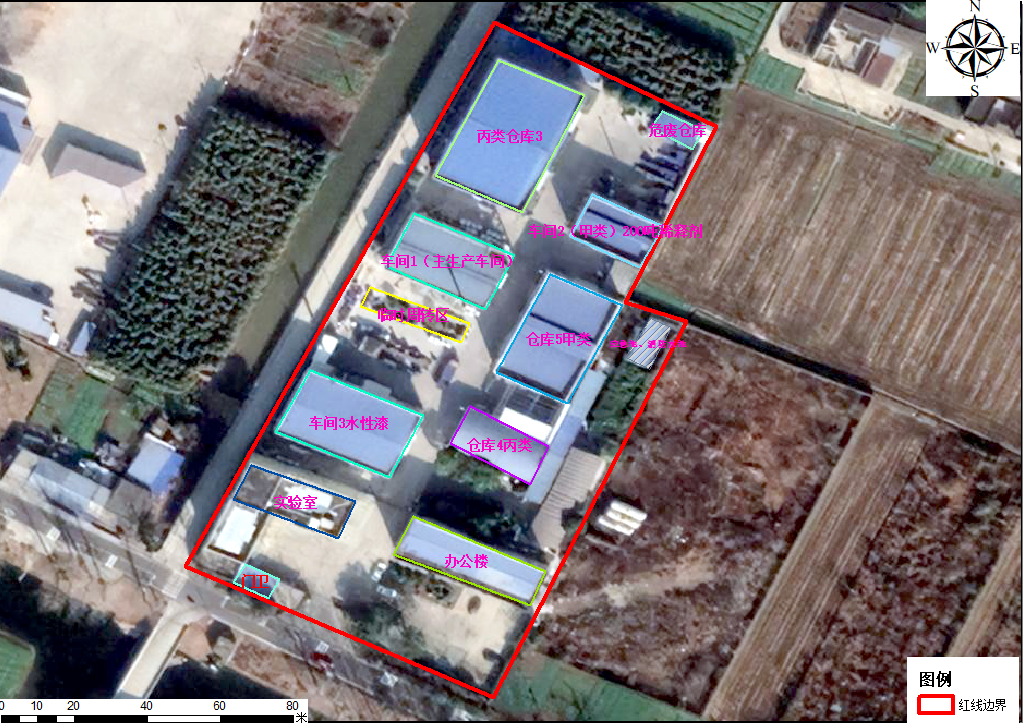 N
W E
S
丙类仓库3
危废仓库
车间2（甲类）200吨稀释剂
车间1（主生产车间）
临时周转区
仓库5甲类
车间3水性漆
仓库4丙类
实验室
办公楼
门卫
图例
红线边界
0 10 20 40 60 80
米